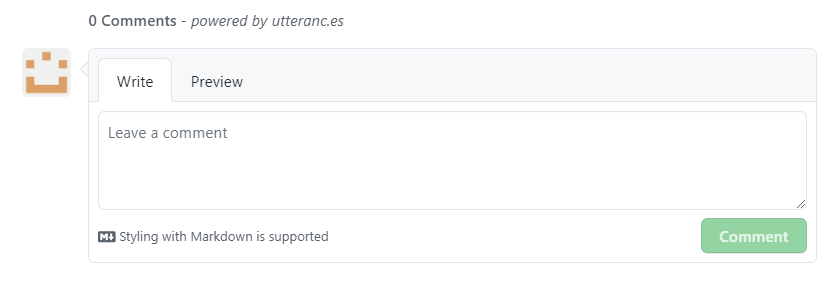 0 Comments - powered by utteranc.es
Write Preview
Leave a comment
M↓ Styling with Markdown is supported
Comment